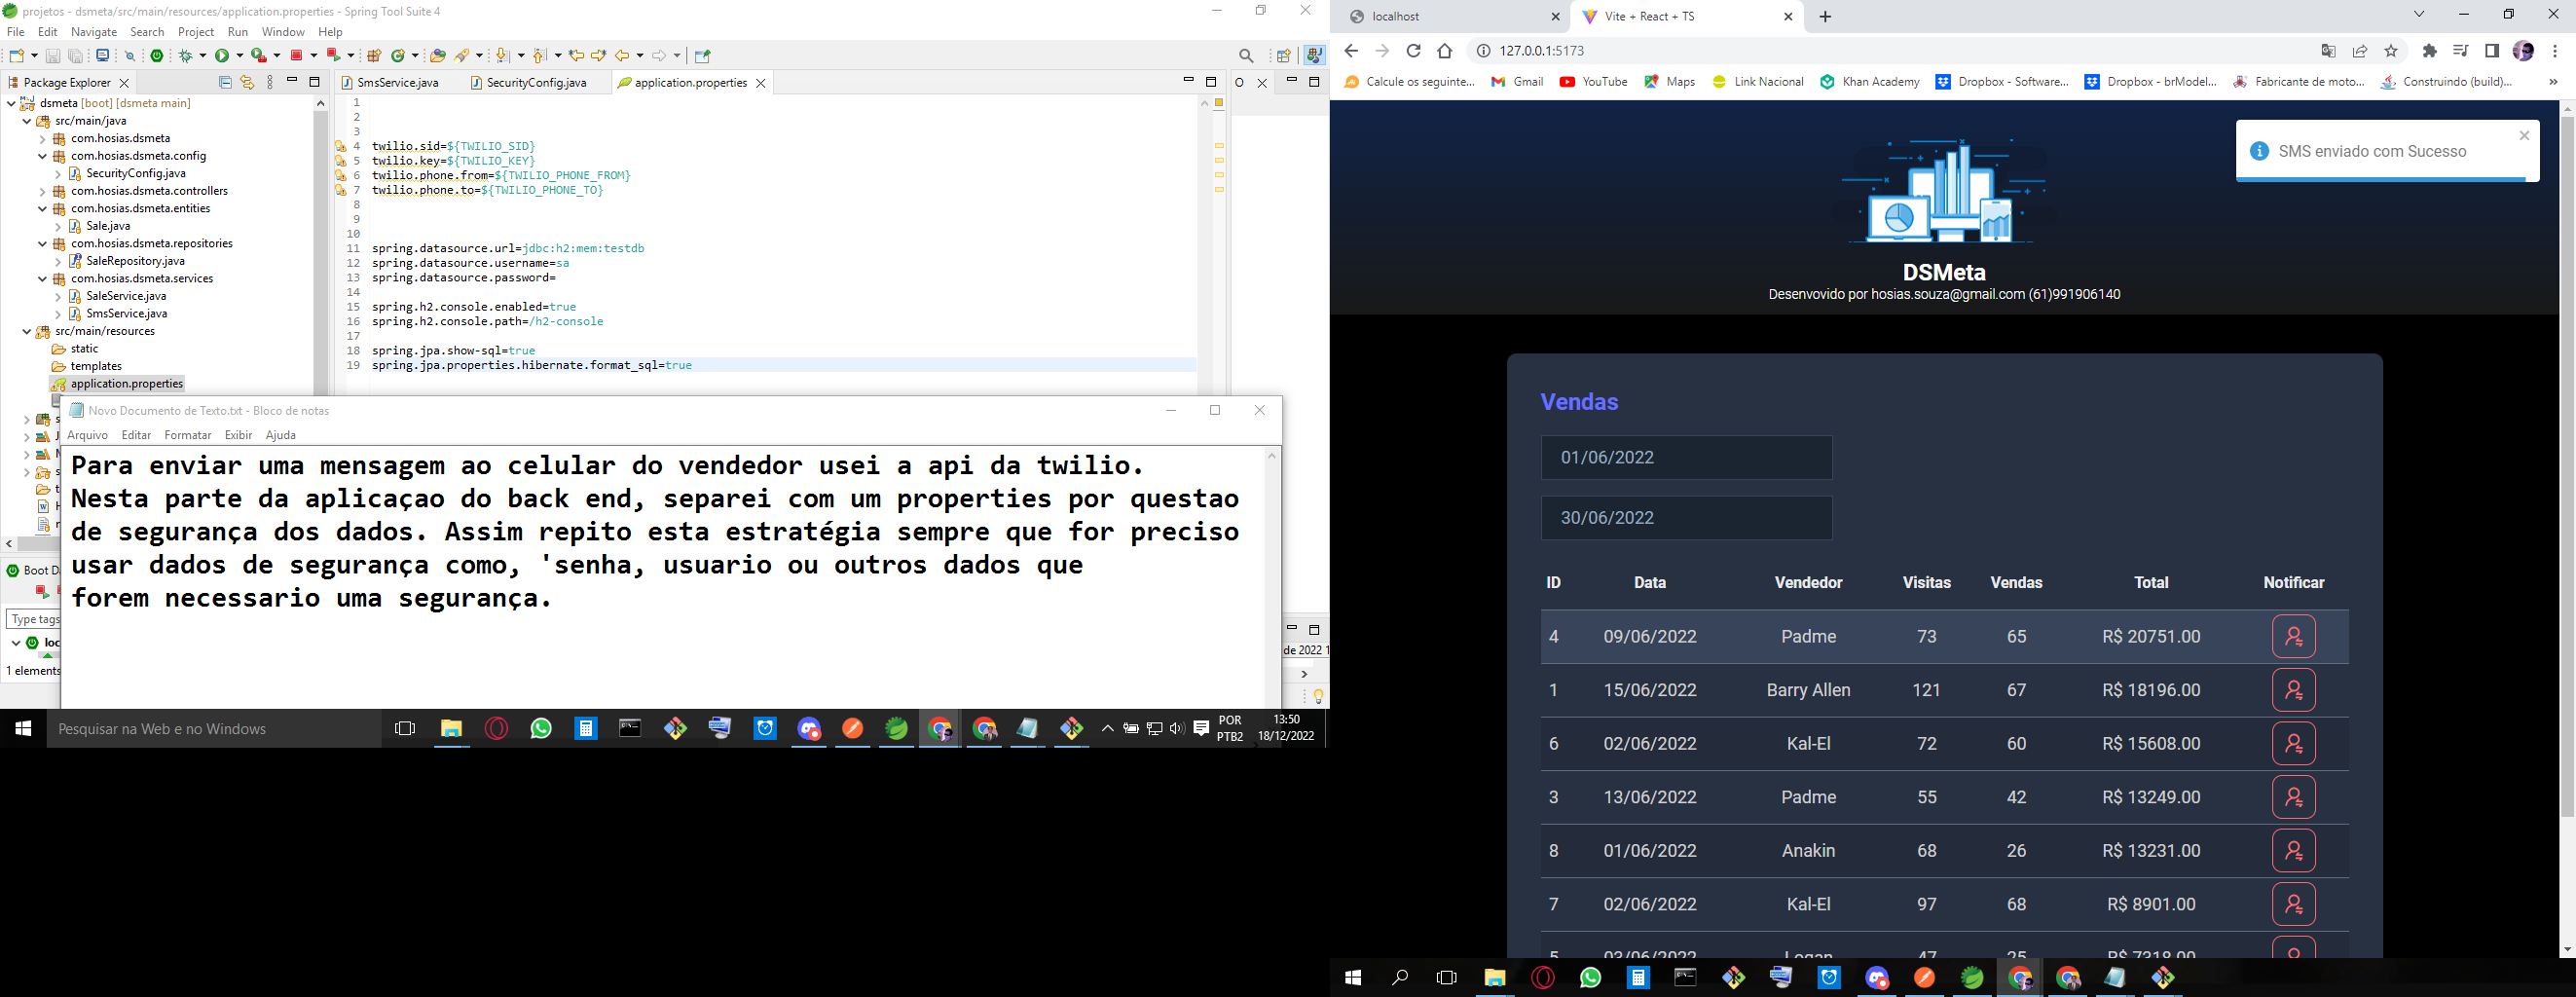 projetos - dsmeta/src/main/resources/application.properties - Spring Tool Suite 4
File Edit Navigate Search Project Run Window Help
Package Explorer
dsmeta [boot] [dsmeta main]
src/main/java
com.hosias.dsmeta
com.hosias.dsmeta.config
SecurityConfig.java
com.hosias.dsmeta.controllers
com.hosias.dsmeta.entities
Sale.java
com.hosias.dsmeta.repositories
SaleRepository.java
com.hosias.dsmeta.services
SaleService.java
SmsService.java
src/main/resources
static
templates
application.properties
Boot D
Type tags
loc
1 elements
SmsService.java SecurityConfig.java application.properties
1
2
3
4 twilio.sid=${TWILIO_SID}
5 twilio.key=${TWILIO_KEY}
6 twilio.phone.from=${TWILIO_PHONE_FROM}
7 twilio.phone.to=${TWILIO_PHONE_TO}
8
9
10
11 spring.datasource.url=jdbc:h2:mem:testdb
12 spring.datasource.username=sa
13 spring.datasource.password=
14
15 spring.h2.console.enabled=true
16 spring.h2.console.path=/h2-console
17
18 spring.jpa.show-sql=true
19 spring.jpa.properties.hibernate.format_sql=true
O
de 2022 1
Novo Documento de Texto.txt - Bloco de notas
Arquivo Editar Formatar Exibir Ajuda
Para enviar uma mensagem ao celular do vendedor usei a api da twilio.
Nesta parte da aplicaçao do back end, separei com um properties por questao
de segurança dos dados. Assim repito esta estratégia sempre que for preciso
usar dados de segurança como, 'senha, usuario ou outros dados que
forem necessario uma segurança.
Pesquisar na Web e no Windows
POR
PTB2
13:50
18/12/2022
localhost
Vite + React + TS
127.0.0.1:5173
Calcule os seguinte... Gmail YouTube Maps Link Nacional Khan Academy Dropbox - Software... Dropbox - brModel... Fabricante de moto... Construindo (build)... »
SMS enviado com Sucesso
DSMeta
Desenvovido por hosias.souza@gmail.com (61)991906140
Vendas
01/06/2022
30/06/2022
ID Data Vendedor Visitas Vendas Total Notificar
4 09/06/2022 Padme 73 65 R$ 20751.00
1 15/06/2022 Barry Allen 121 67 R$ 18196.00
6 02/06/2022 Kal-El 72 60 R$ 15608.00
3 13/06/2022 Padme 55 42 R$ 13249.00
8 01/06/2022 Anakin 68 26 R$ 13231.00
7 02/06/2022 Kal-El 97 68 R$ 8901.00
5 03/06/2022 Logan 47 25 R$ 7318.00